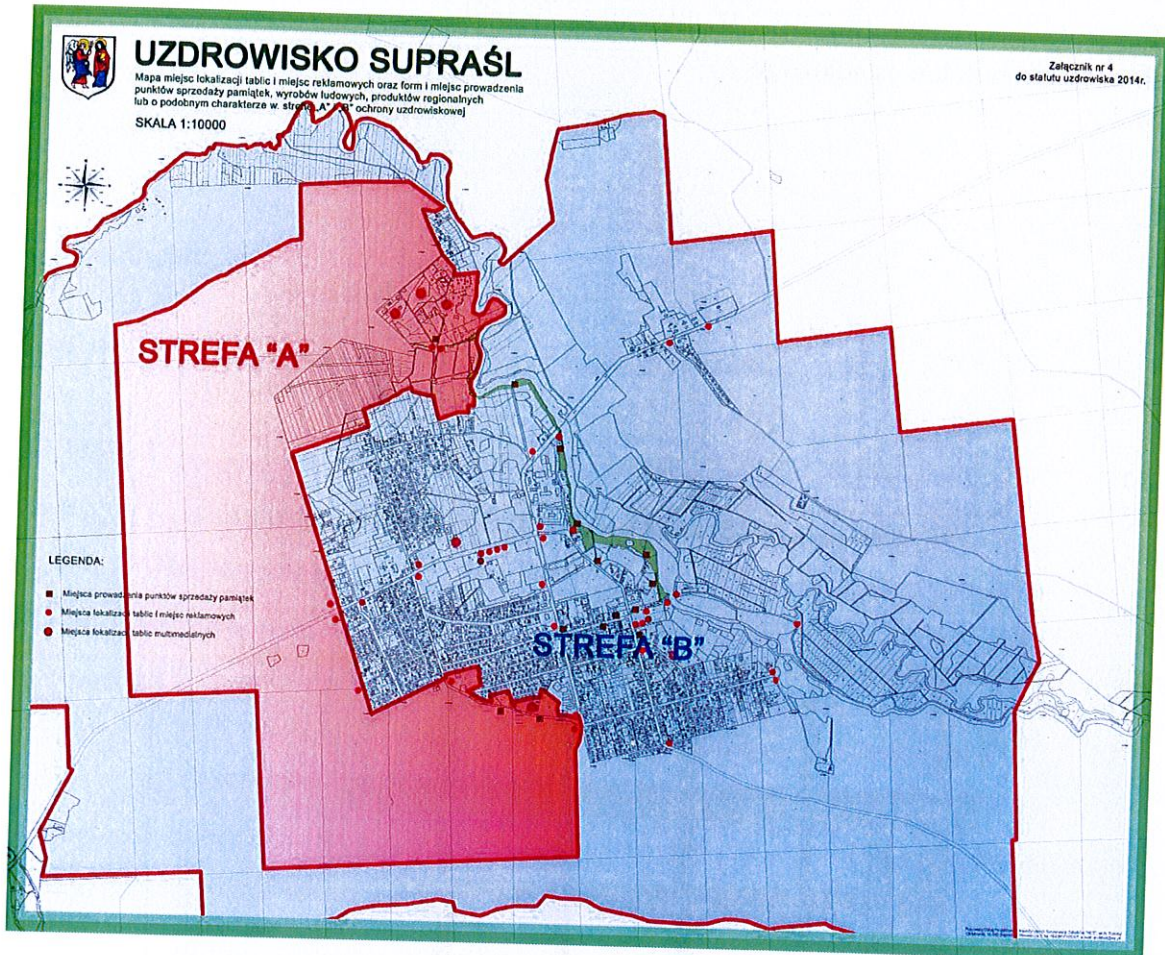 UZDROWISKO SUPRAŚL
Mapa miejsc lokalizacji tablic i miejsc reklamowych oraz form i miejsc prowadzenia
punktów sprzedaży pamiątek, wyrobów ludowych, produktów regionalnych
lub o podobnym charakterze w strefie "A" i "B" ochrony uzdrowiskowej
SKALA 1:10000
Załącznik nr 4
do statutu uzdrowiska 2014r.
STREFA "A"
LEGENDA:
Miejsca prowadzenia punktów sprzedaży pamiątek
Miejsca lokalizacji tablic i miejsc reklamowych
Miejsca lokalizacji tablic multimedialnych
STREFA "B"